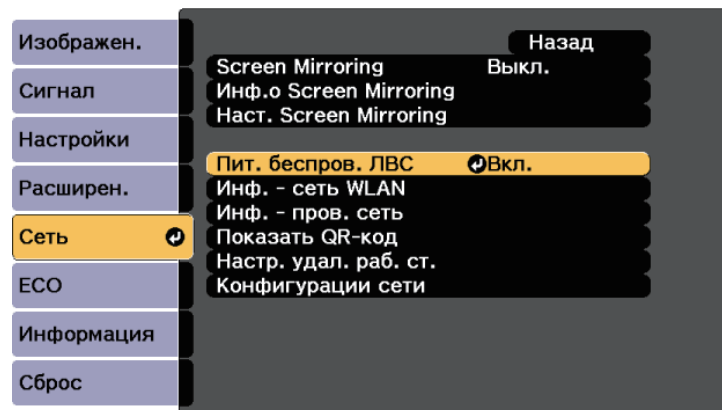 Изображен.
Сигнал
Настройки
Расширен.
Сеть
ECO
Информация
Сброс
Назад
Screen Mirroring Выкл.
Инф.о Screen Mirroring
Наст. Screen Mirroring
Пит. беспров. ЛВС Вкл.
Инф. - сеть WLAN
Инф. - пров. сеть
Показать QR-код
Настр. удал. раб. ст.
Конфигурации сети